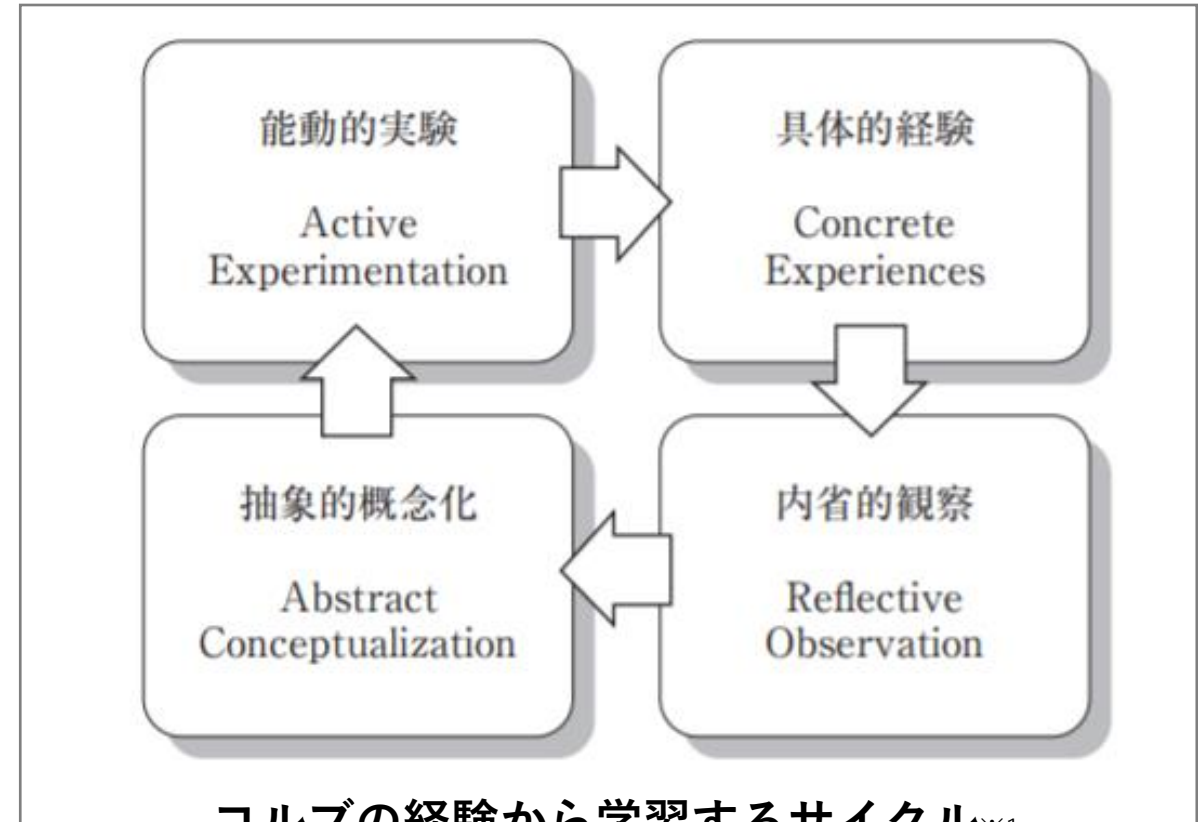 能動的実験
Active
Experimentation
具体的経験
Concrete
Experiences
抽象的概念化
Abstract
Conceptualization
内省的観察
Reflective
Observation
コルブの経験から学習するサイクル※1